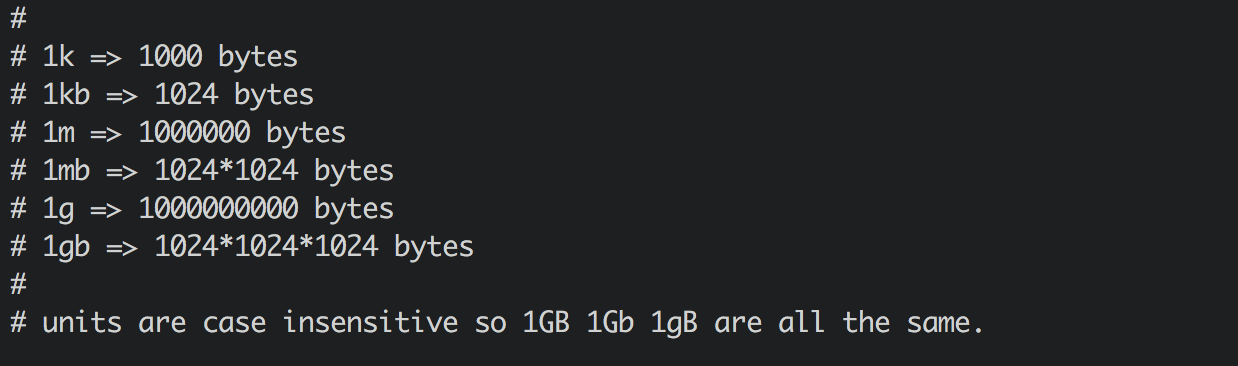 #
# 1k => 1000 bytes
# 1kb => 1024 bytes
# 1m => 1000000 bytes
# 1mb => 1024*1024 bytes
# 1g => 1000000000 bytes
# 1gb => 1024*1024*1024 bytes
#
# units are case insensitive so 1GB 1Gb 1gB are all the same.